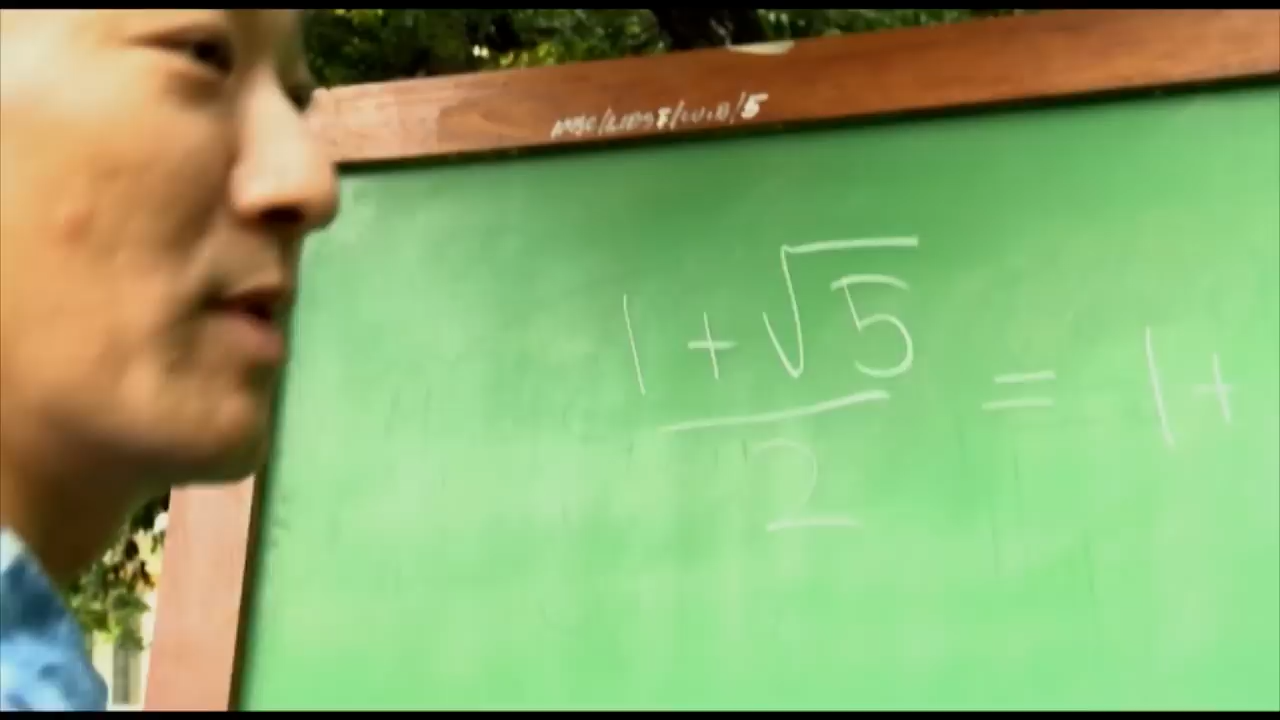 1 + √5 / 2 = 1 +